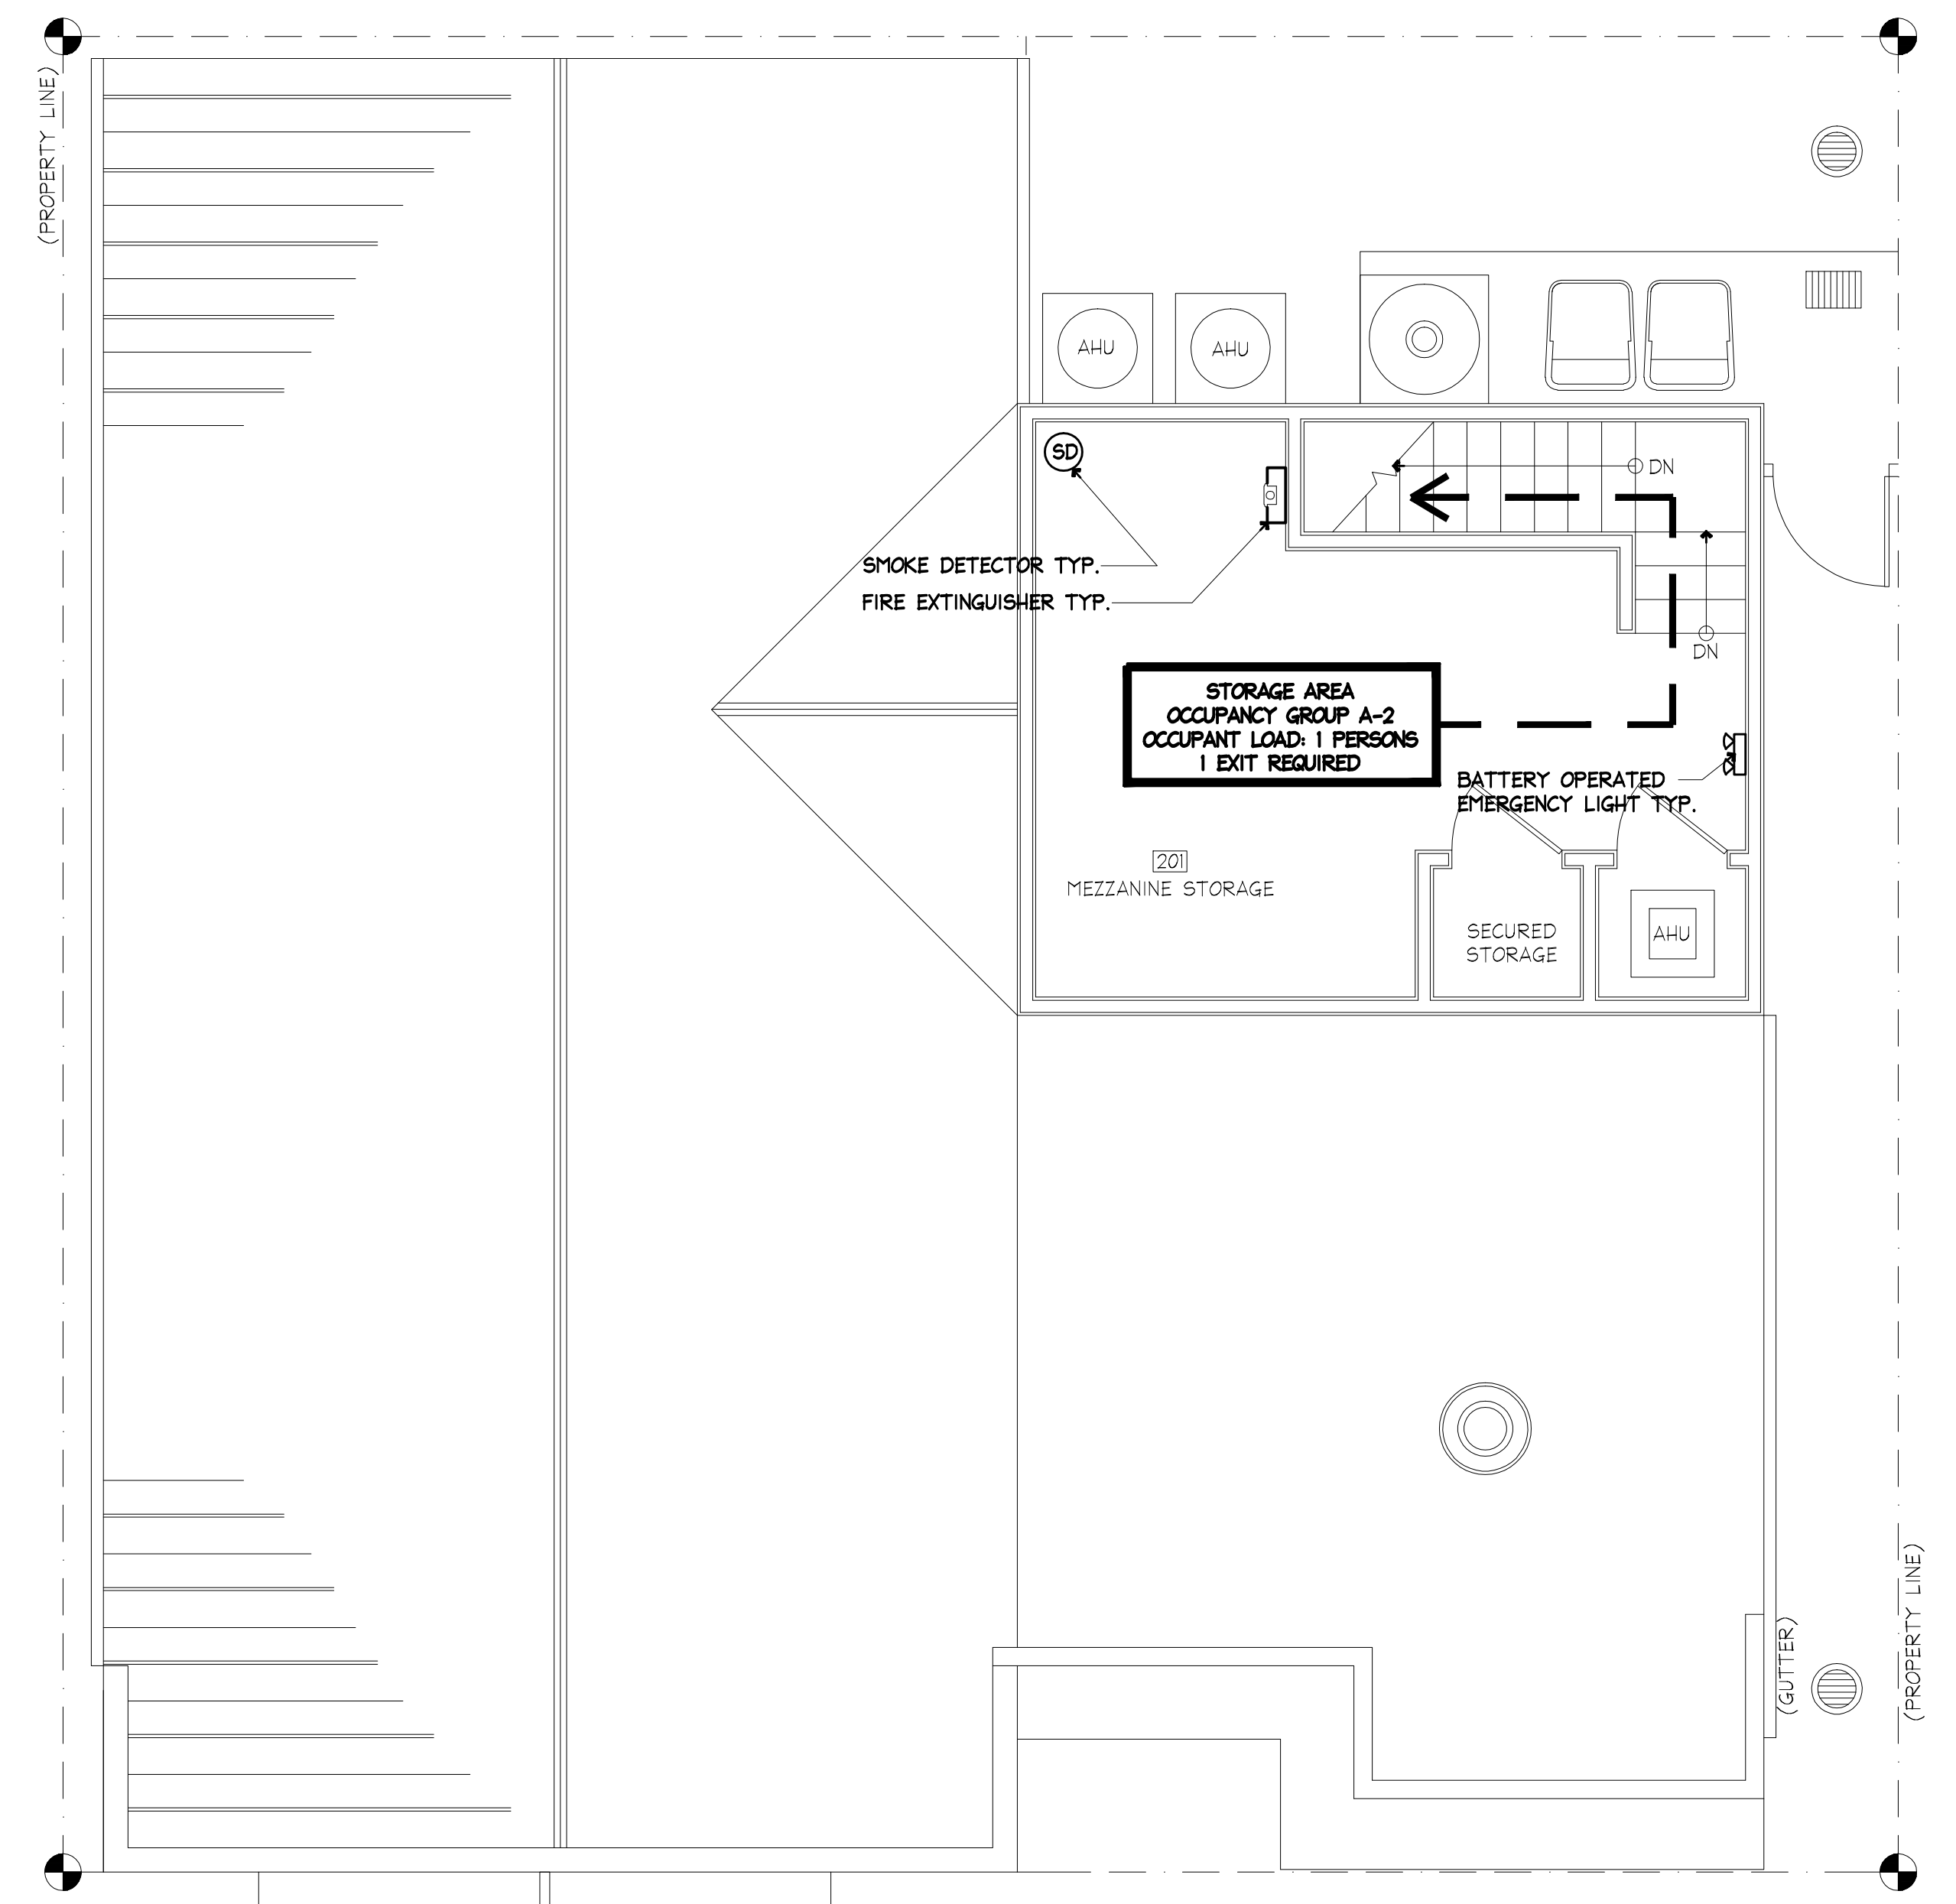 (PROPERTY LINE)
AHU
AHU
SD
DN
SMOKE DETECTOR TYP.
FIRE EXTINGUISHER TYP.
DN
STORAGE AREA
OCCUPANCY GROUP A-2
OCCUPANT LOAD: 1 PERSONS
1 EXIT REQUIRED
BATTERY OPERATED
EMERGENCY LIGHT TYP.
201
MEZZANINE STORAGE
SECURED
STORAGE
AHU
(GUTTER)
(PROPERTY LINE)